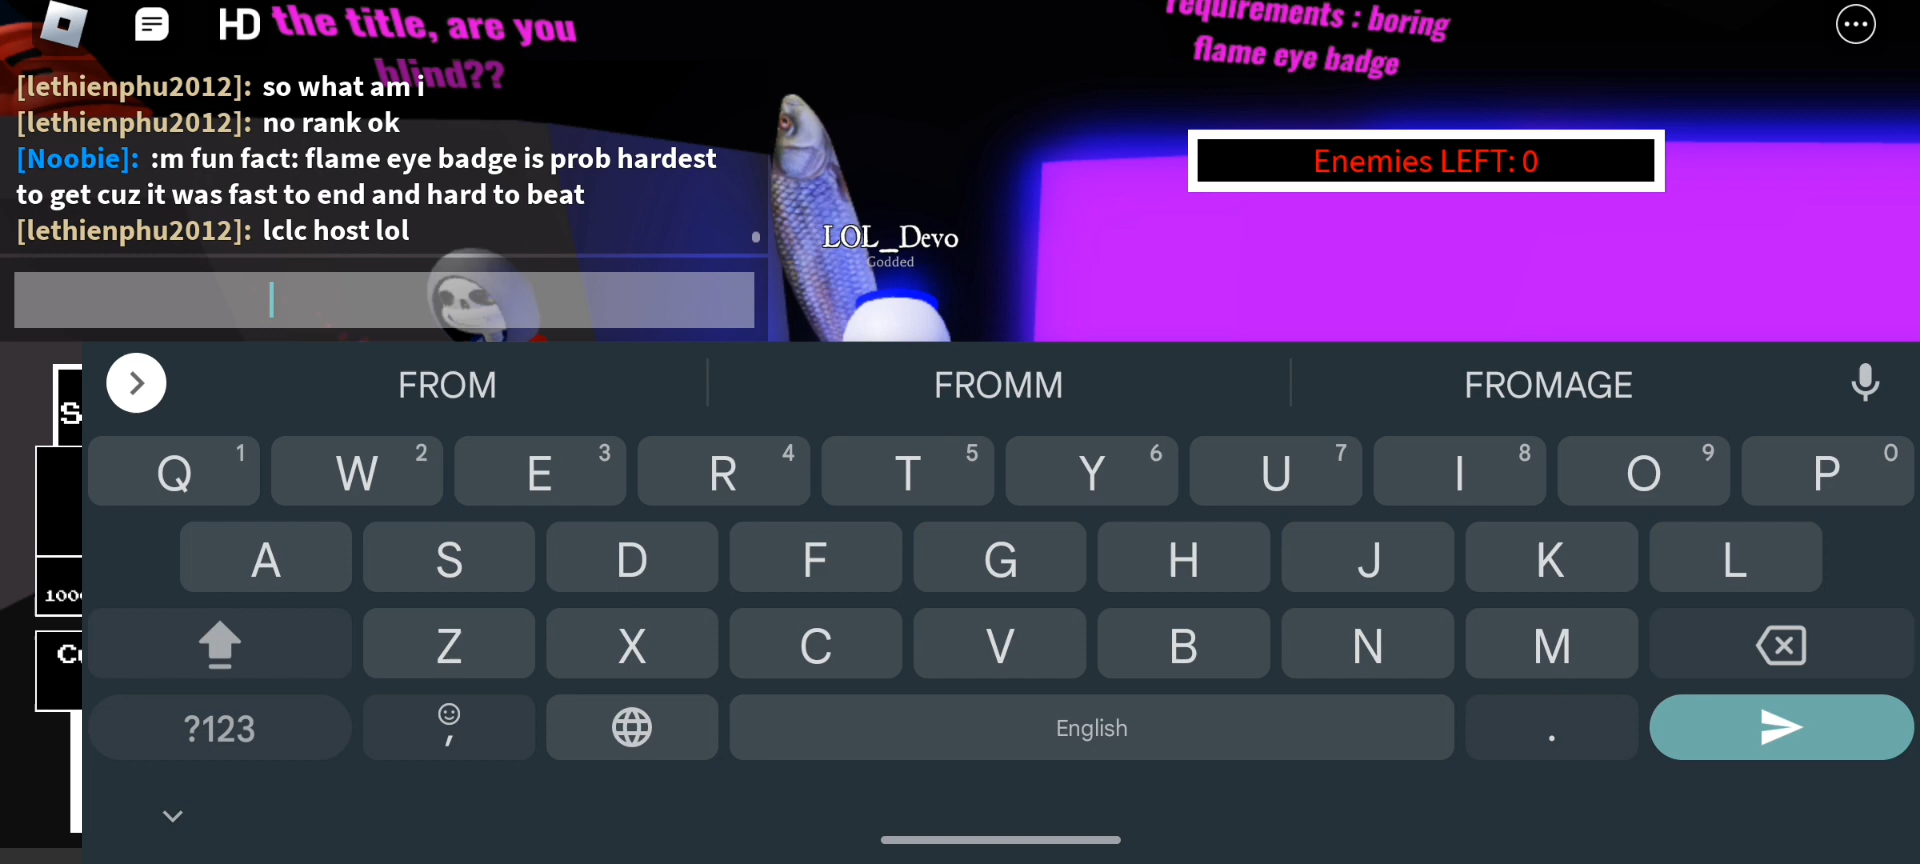 HD
the title, are you
blind??
requirements : boring
flame eye badge
[lethienphu2012]: so what am i
[lethienphu2012]: no rank ok
[Noobie]: :m fun fact: flame eye badge is prob hardest
to get cuz it was fast to end and hard to beat
[lethienphu2012]: lclc host lol
Enemies LEFT: 0
LOL_Devo
Godded
FROM FROMM FROMAGE
Q 1 W 2 E 3 R 4 T 5 Y 6 U 7 I 8 O 9 P 0
A S D F G H J K L
Z X C V B N M
?123 , English .